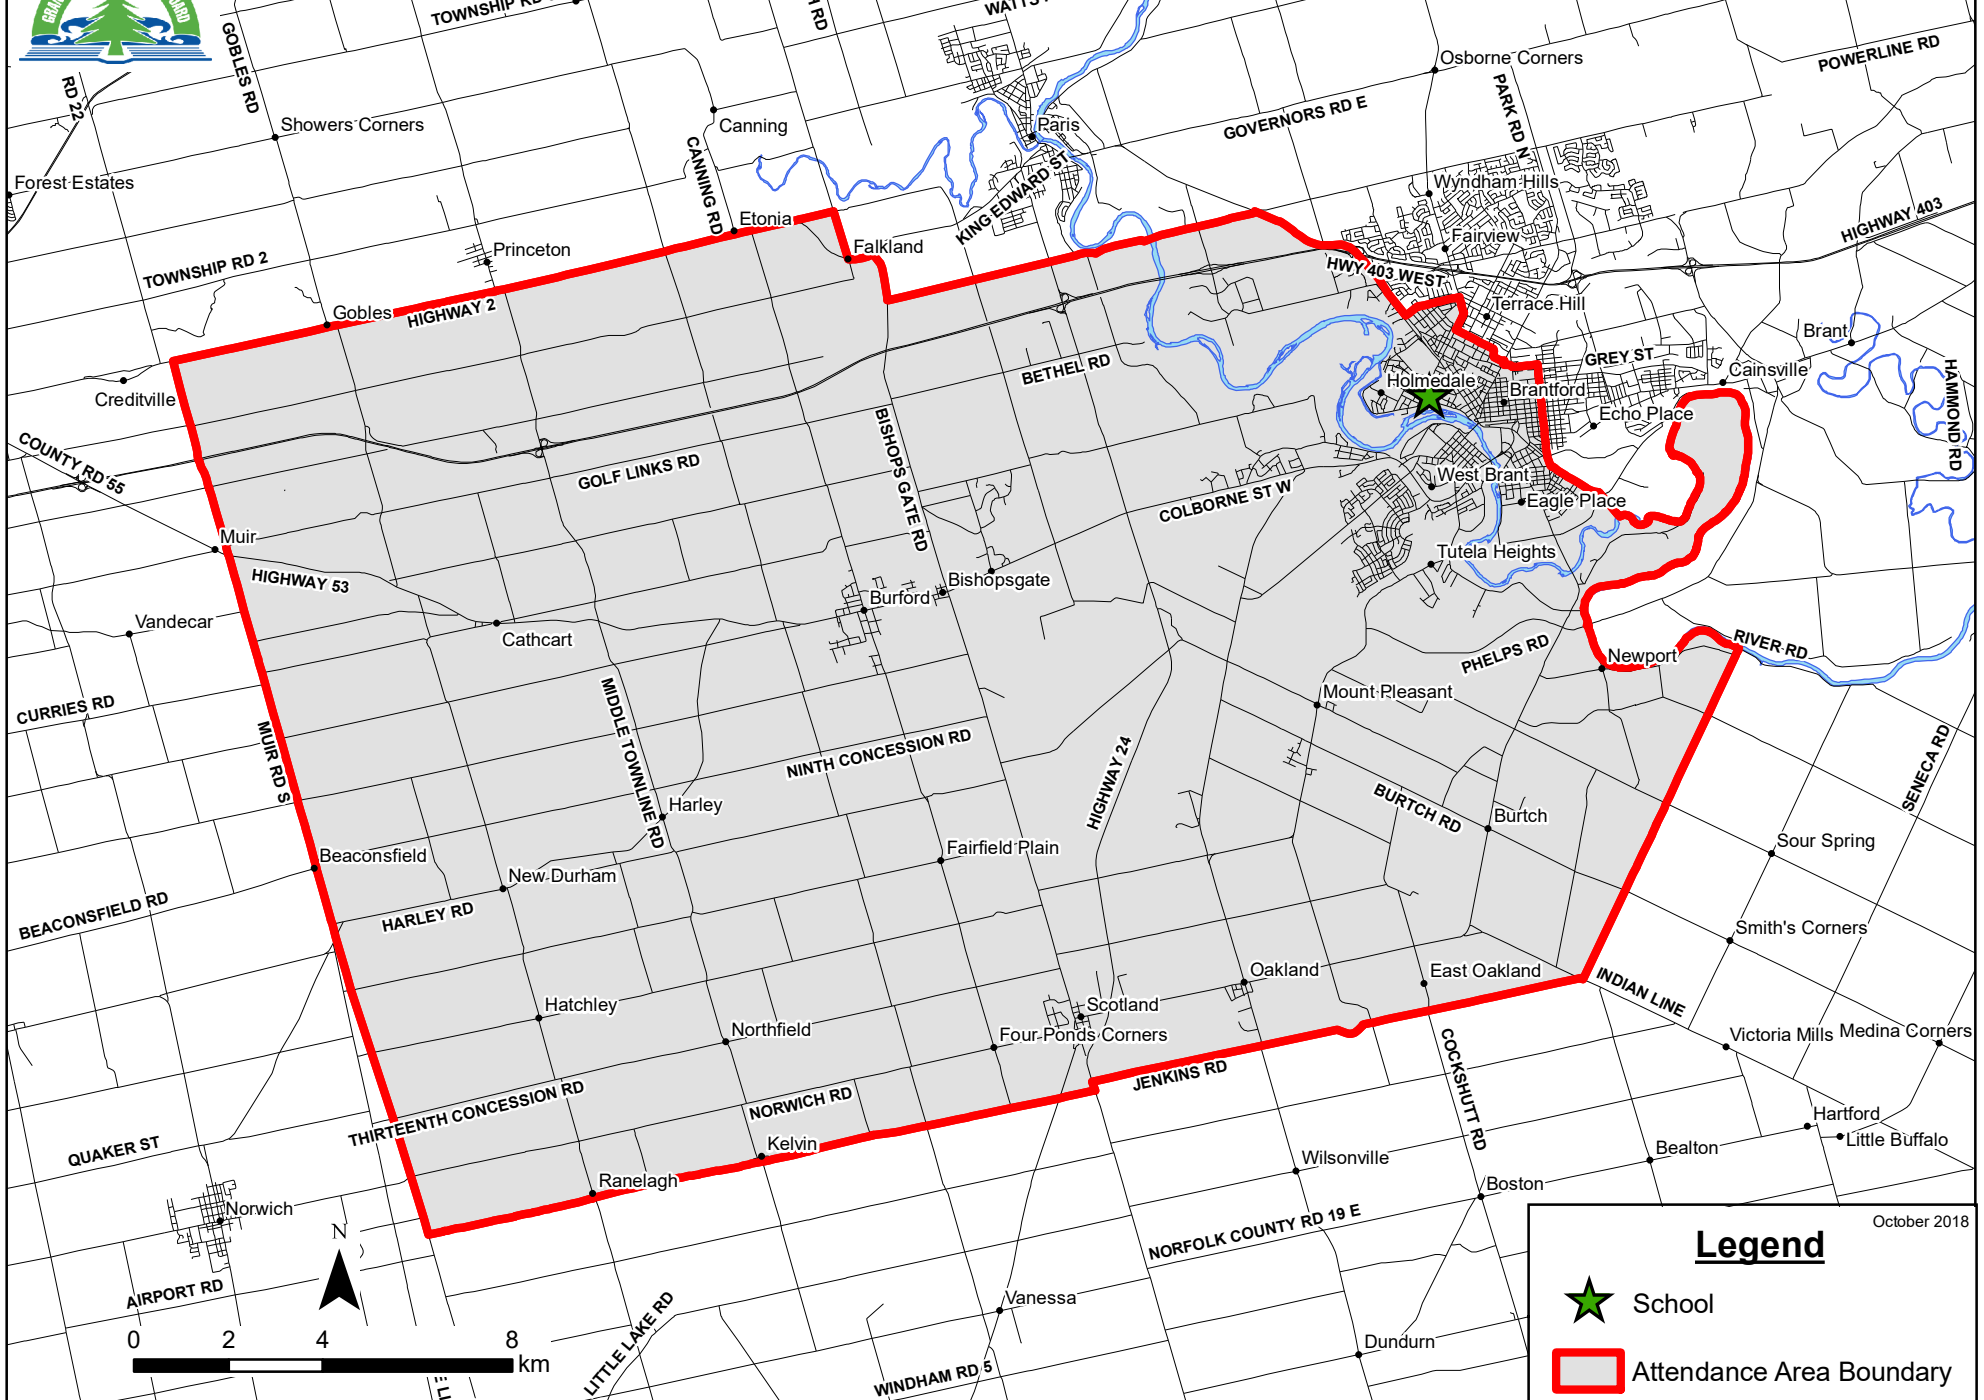 TOWNSHIP RD
WATTS
GOBLES RD
RD 22
Osborne Corners
POWERLINE RD
PARK RD N
GOVERNORS RD E
Showers Corners
Canning
Paris
CANNING RD
KING EDWARD ST
Forest Estates
Wyndham Hills
HIGHWAY 403
Etonia
Falkland
Fairview
Princeton
TOWNSHIP RD 2
HWY 403 WEST
Terrace Hill
Gobles
HIGHWAY 2
Brant
GREY ST
Cainsville
HAMMOND RD
BETHEL RD
Creditville
Holmedale
Brantford
Echo Place
BISHOPS GATE RD
COUNTY RD 55
GOLF LINKS RD
COLBORNE ST W
West Brant
Eagle Place
Muir
Tutela Heights
HIGHWAY 53
Bishopsgate
Burford
Vandecar
Cathcart
PHELPS RD
Newport
RIVER RD
CURRIES RD
MUIR RD S
MIDDLE TOWNLINE RD
Mount Pleasant
NINTH CONCESSION RD
HIGHWAY 24
SENECA RD
Harley
BURTCH RD
Burtch
Sour Spring
Beaconsfield
Fairfield Plain
New Durham
BEACONSFIELD RD
HARLEY RD
Smith's Corners
Oakland
East Oakland
INDIAN LINE
Hatchley
Scotland
Northfield
Four Ponds Corners
Victoria Mills
Medina Corners
COCKSHUTT RD
JENKINS RD
THIRTEENTH CONCESSION RD
NORWICH RD
Hartford
Little Buffalo
QUAKER ST
Kelvin
Wilsonville
Bealton
Ranelagh
Boston
Norwich
N
NORFOLK COUNTY RD 19 E
AIRPORT RD
LITTLE LAKE RD
Vanessa
Dundurn
WINDHAM RD 5
0 2 4 8
km
October 2018
Legend
School
Attendance Area Boundary